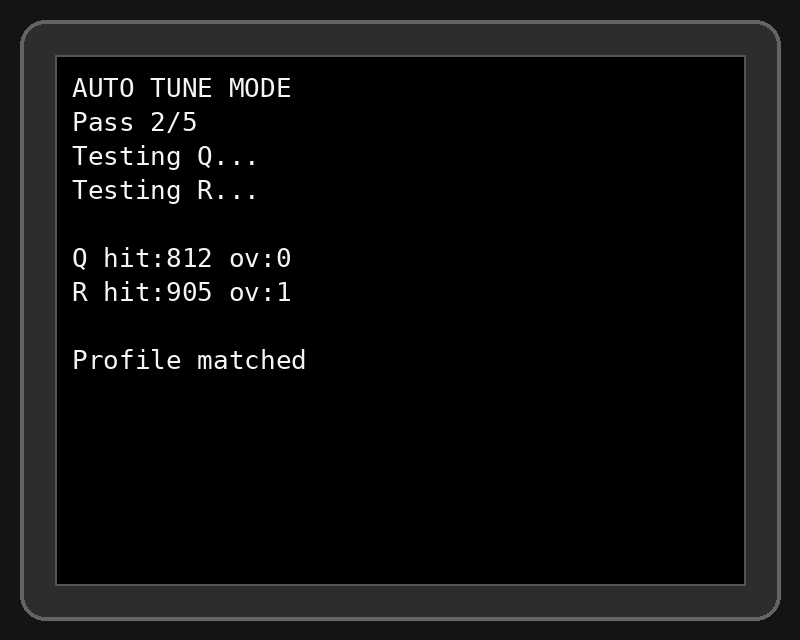 AUTO TUNE MODE
Pass 2/5
Testing Q...
Testing R...
Q hit:812 ov:0
R hit:905 ov:1
Profile matched